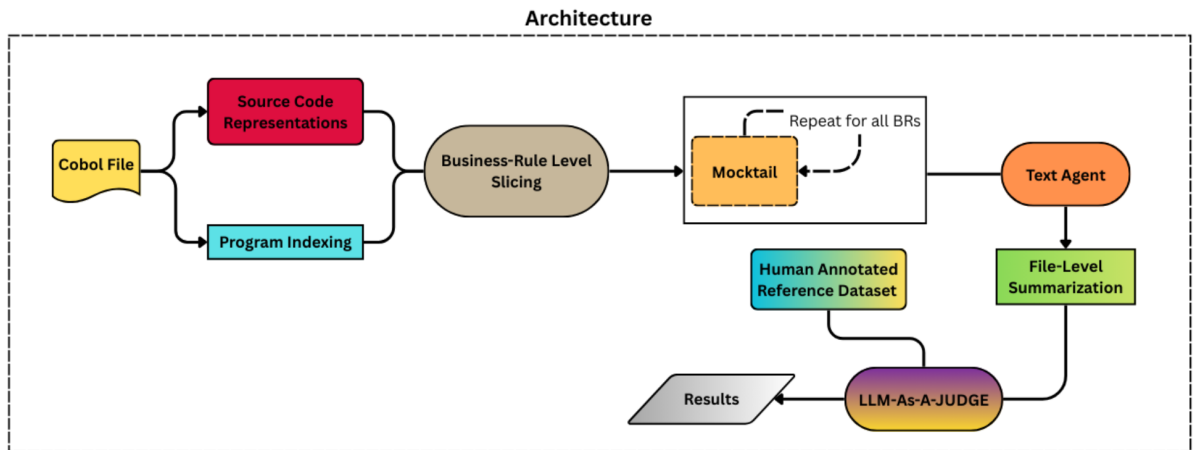 Architecture
Cobol File
Source Code
Representations
Program Indexing
Business-Rule Level
Slicing
Repeat for all BRs
Mocktail
Text Agent
File-Level
Summarization
Human Annotated
Reference Dataset
LLM-As-A-JUDGE
Results